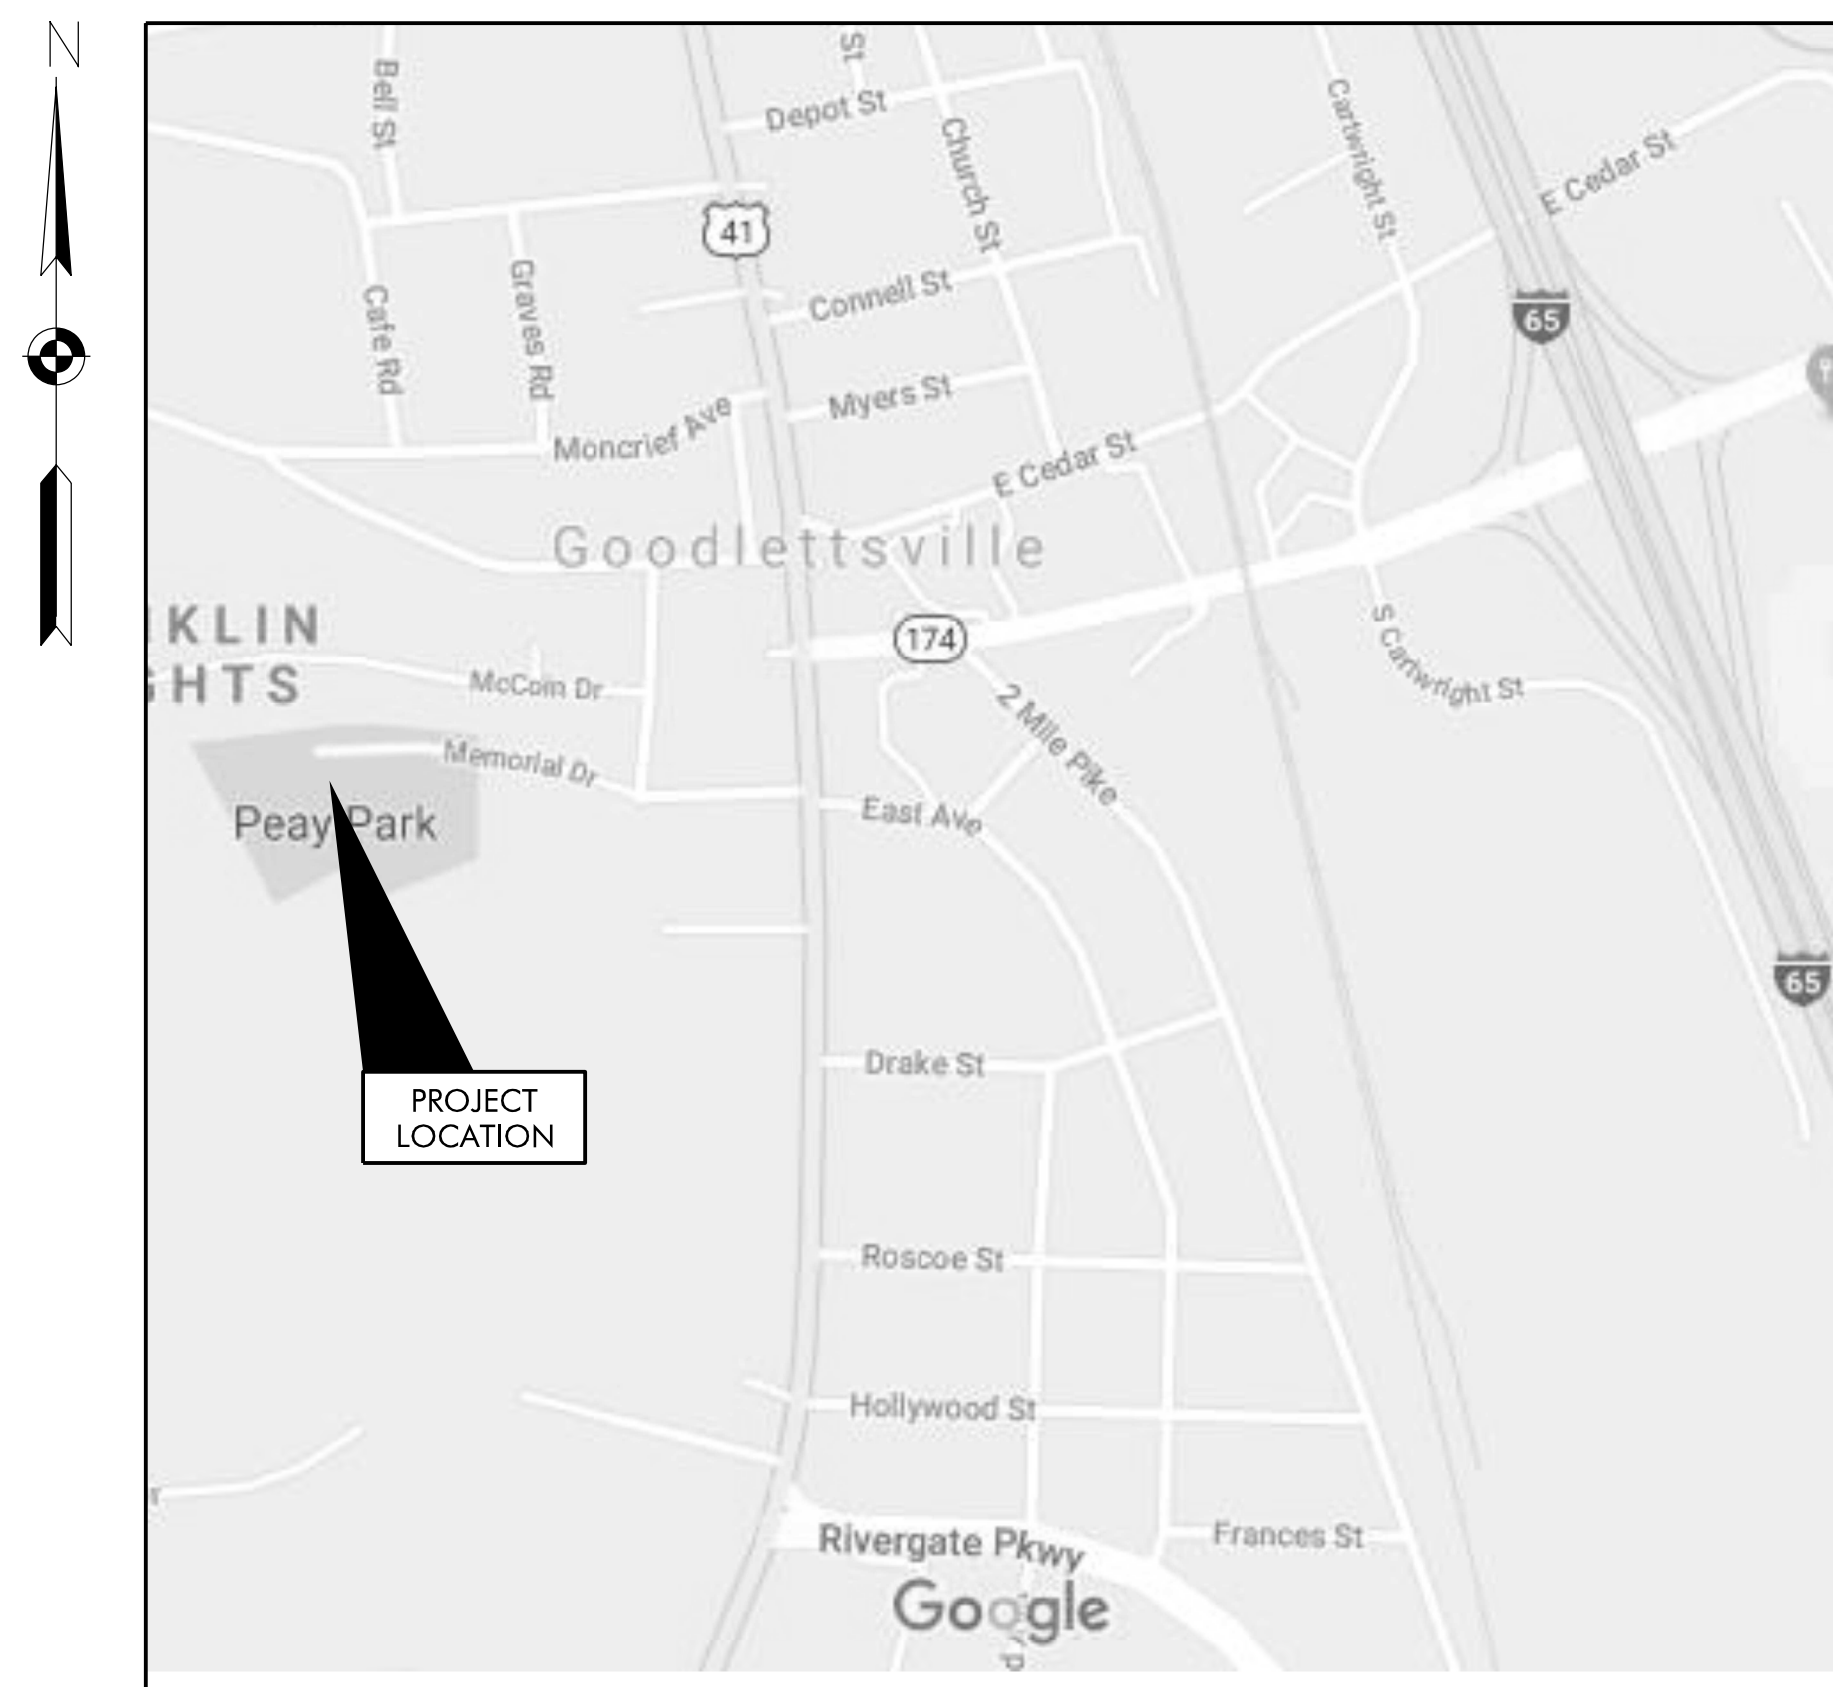 N
St
Bell St
Depot St
Cartwright St
Church St
E Cedar St
41
Graves Rd
Connell St
Cafe Rd
65
Myers St
Moncrief Ave
E Cedar St
Goodlettsville
KLIN
HTS
174
S Cartwright St
McCoin Dr
2 Mile Pike
Memorial Dr
Peay Park
East Ave
65
Drake St
PROJECT
LOCATION
Roscoe St
Hollywood St
Rivergate Pkwy
Frances St
Google